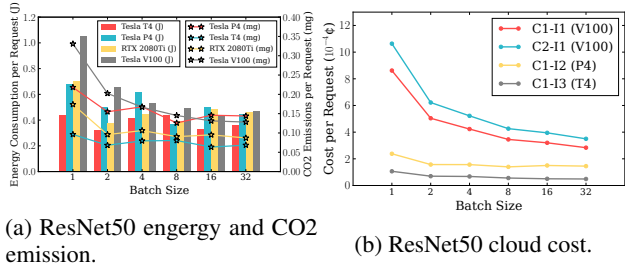 Energy Consumption per Request (J)
1.2
1.0
0.8
0.6
0.4
0.2
0.0
Tesla T4 (J)
Tesla P4 (J)
RTX 2080Ti (J)
Tesla V100 (J)
Tesla P4 (mg)
Tesla T4 (mg)
RTX 2080Ti (mg)
Tesla V100 (mg)
0.40
0.35
0.30
0.25
0.20
0.15
0.10
0.05
0.00
CO2 Emissions per Request (mg)
1 2 4 8 16 32
Batch Size
(a) ResNet50 engergy and CO2
emission.
Cost per Request (10⁻⁴¢)
12
10
8
6
4
2
0
C1-I1 (V100)
C2-I1 (V100)
C1-I2 (P4)
C1-I3 (T4)
1 2 4 8 16 32
Batch Size
(b) ResNet50 cloud cost.